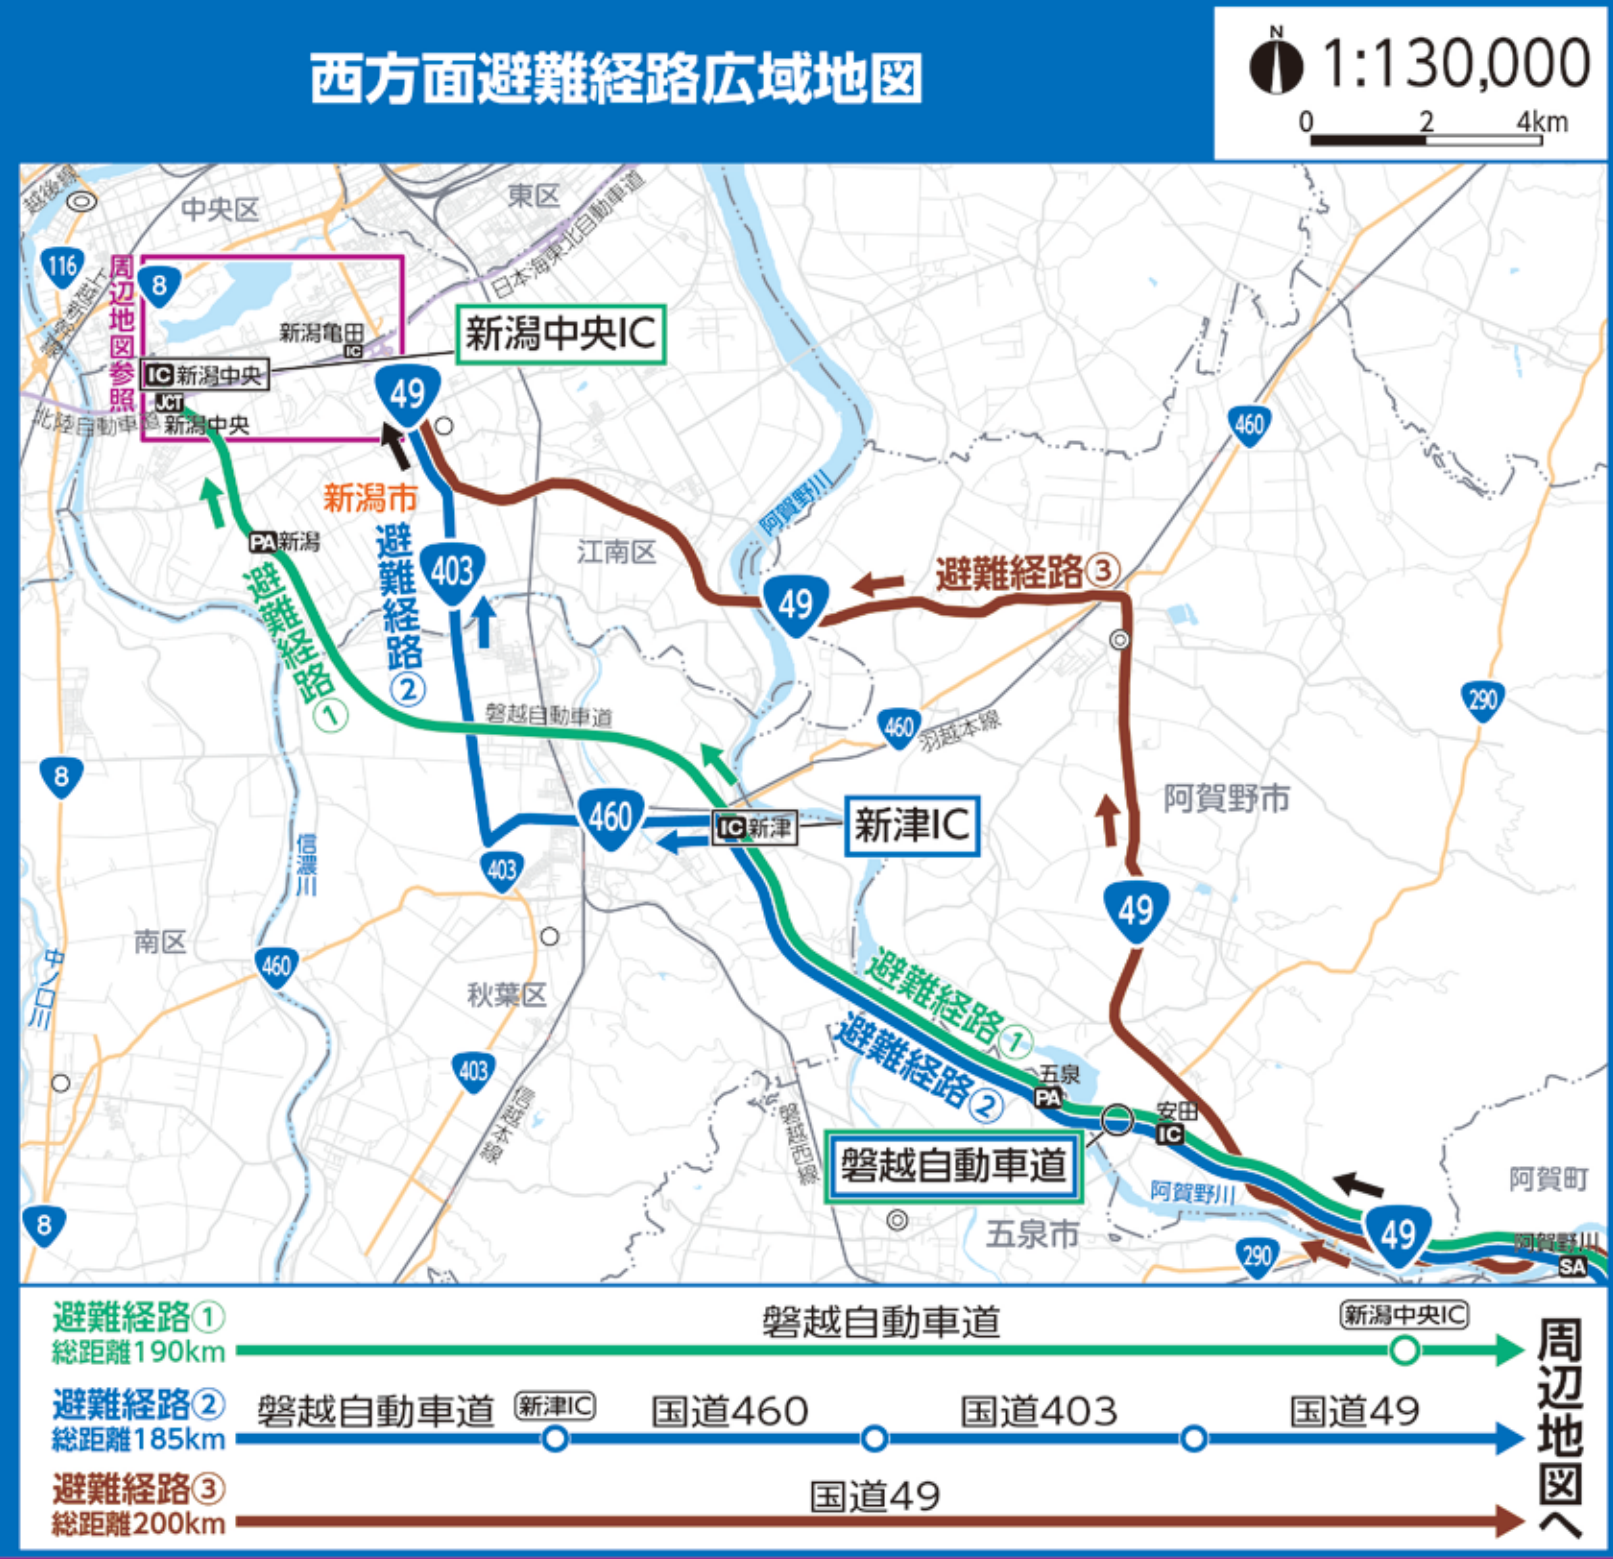 西方面避難経路広域地図
N
1:130,000
0 2 4km
越後線
中央区
東区
日本海東北自動車道
116
上越新幹線
周辺地図参照
8
新潟亀田
IC
新潟中央IC
IC 新潟中央
JCT
新潟中央
北陸自動車道
49
460
新潟市
阿賀野川
PA 新潟
避難経路②
403
江南区
避難経路③
49
避難経路①
磐越自動車道
460
羽越本線
290
8
阿賀野市
460
IC 新津
新津IC
403
信濃川
49
南区
中ノ口川
460
秋葉区
避難経路①
避難経路②
403
信越本線
五泉
PA
安田
IC
磐越西線
磐越自動車道
阿賀野川
阿賀町
8
五泉市
290
49
阿賀野川
SA
避難経路①
総距離190km
磐越自動車道
新潟中央IC
避難経路②
総距離185km
磐越自動車道
新津IC
国道460
国道403
国道49
避難経路③
総距離200km
国道49
周辺地図へ